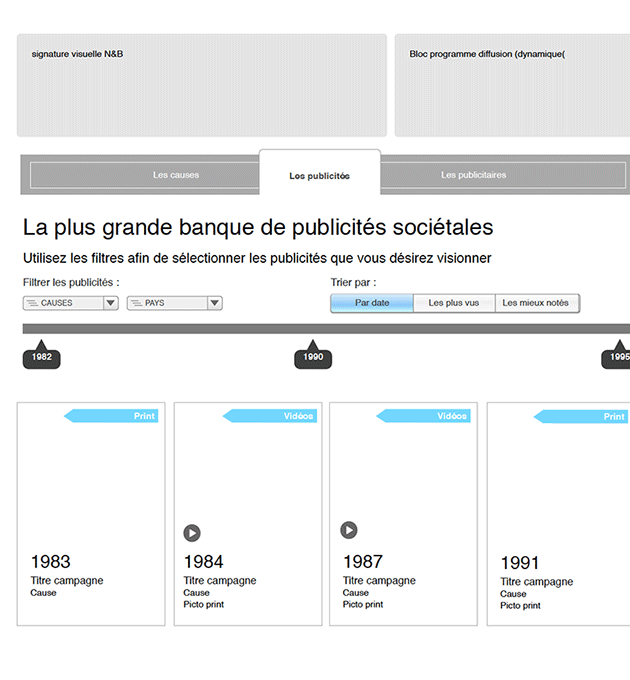 signature visuelle N&B
Bloc programme diffusion (dynamique(
Les causes
Les publicités
Les publicitaires
La plus grande banque de publicités sociétales
Utilisez les filtres afin de sélectionner les publicités que vous désirez visionner
Filtrer les publicités :
Trier par :
CAUSES
PAYS
Par date
Les plus vus
Les mieux notés
1982
1990
1995
Print
Vidéos
Vidéos
Print
1983
Titre campagne
Cause
1984
Titre campagne
Cause
Picto print
1987
Titre campagne
Cause
Picto print
1991
Titre campagne
Cause
Picto print